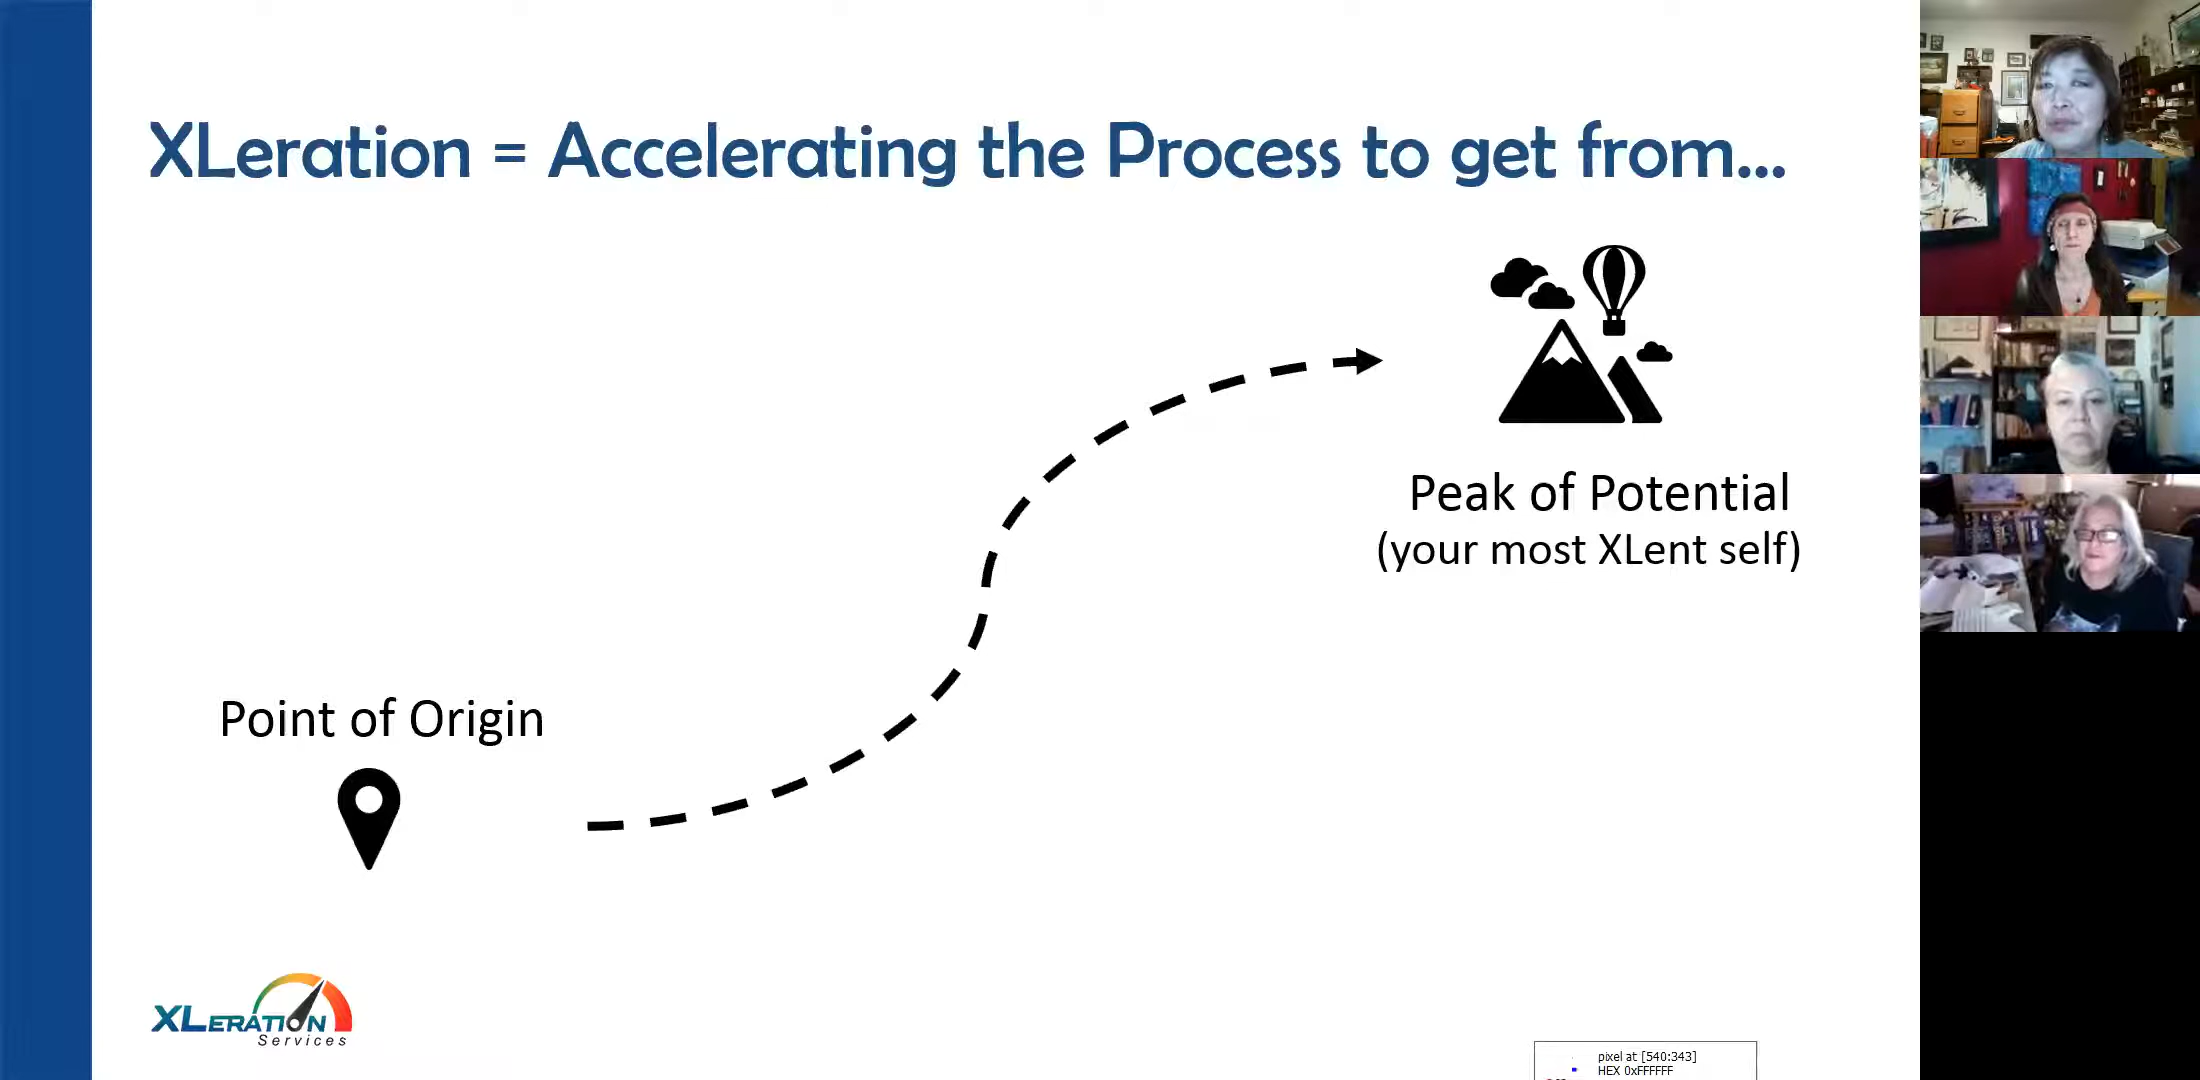 XLeration = Accelerating the Process to get from...
Peak of Potential
(your most XLent self)
Point of Origin
XLERATION
Services
pixel at [540:343]
HEX 0xFFFFFF